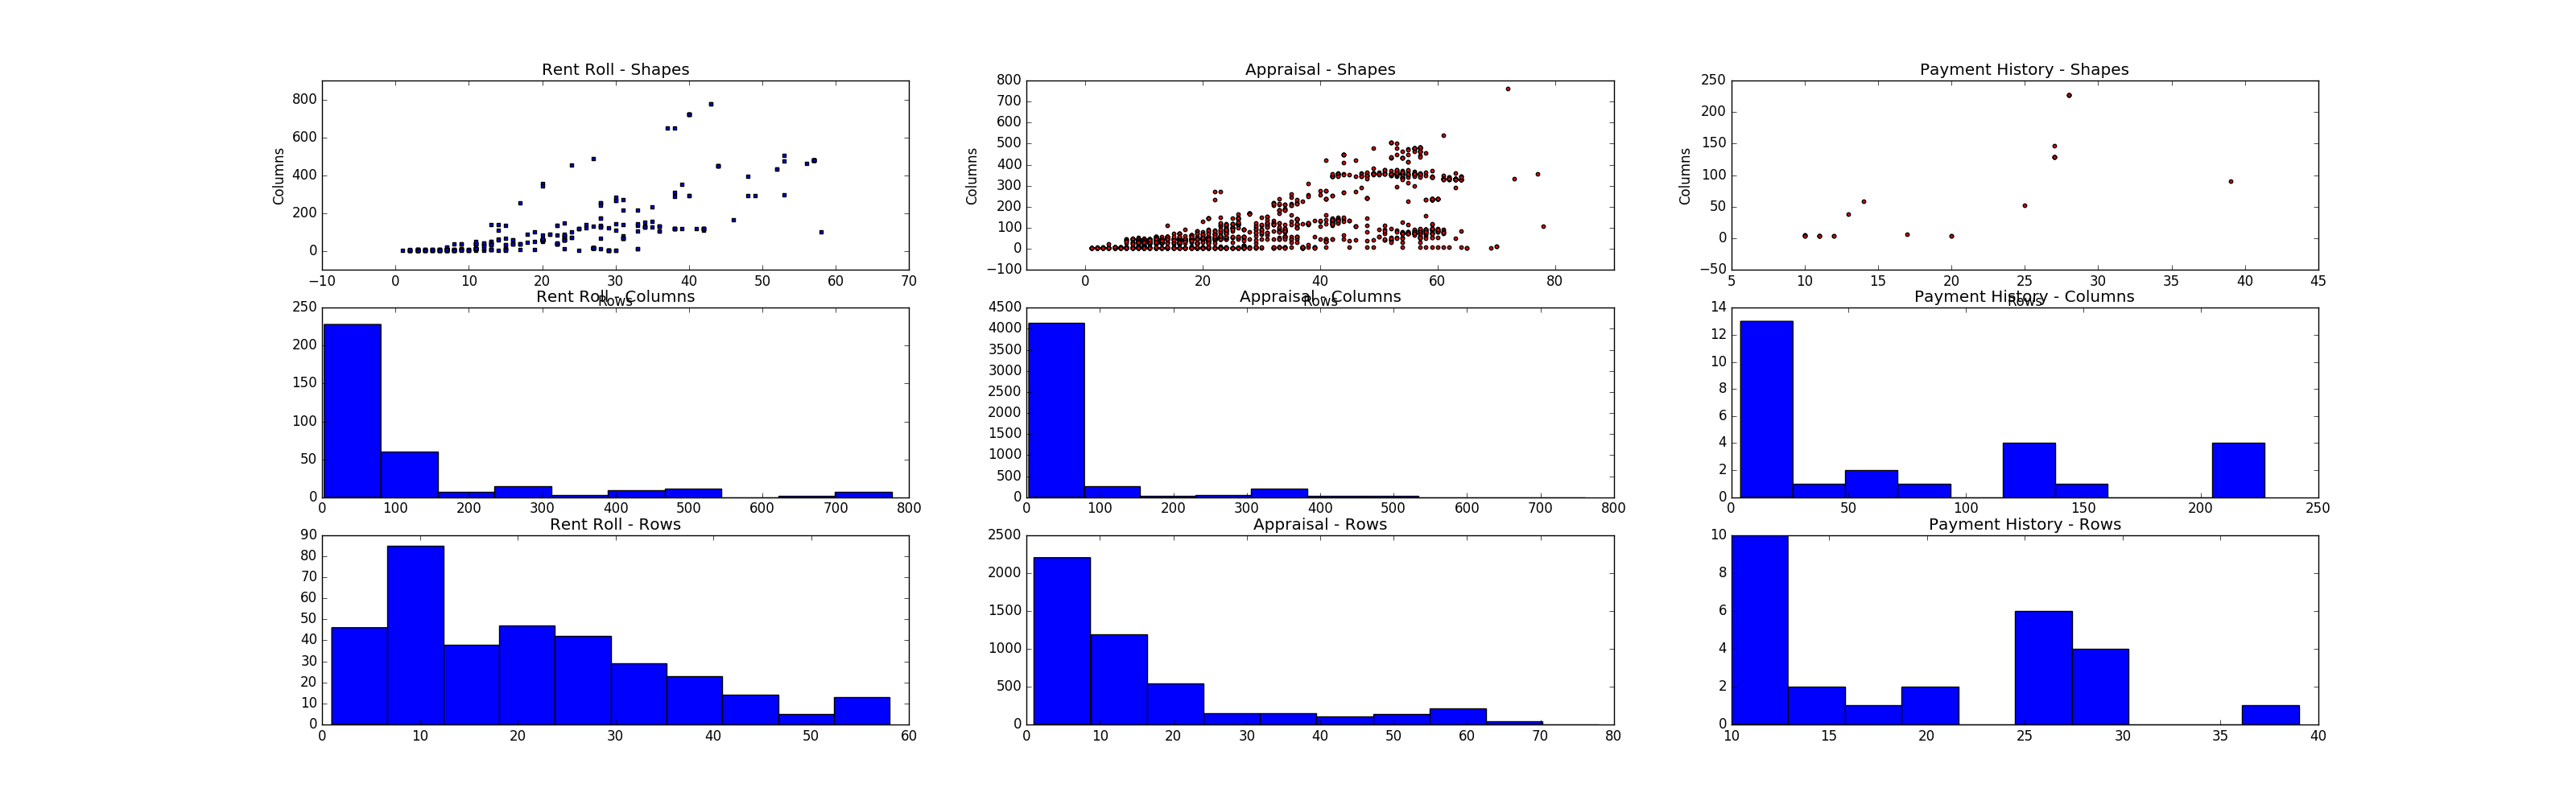 Rent Roll - Shapes
Columns
800
600
400
200
0
−10 0 10 20 30 40 50 60 70
Rows
Appraisal - Shapes
Columns
800
700
600
500
400
300
200
100
0
−100
0 20 40 60 80
Rows
Payment History - Shapes
Columns
250
200
150
100
50
0
−50
5 10 15 20 25 30 35 40 45
Rows
Rent Roll - Columns
250
200
150
100
50
0
0 100 200 300 400 500 600 700 800
Appraisal - Columns
4500
4000
3500
3000
2500
2000
1500
1000
500
0
0 100 200 300 400 500 600 700 800
Payment History - Columns
14
12
10
8
6
4
2
0
0 50 100 150 200 250
Rent Roll - Rows
90
80
70
60
50
40
30
20
10
0
0 10 20 30 40 50 60
Appraisal - Rows
2500
2000
1500
1000
500
0
0 10 20 30 40 50 60 70 80
Payment History - Rows
10
8
6
4
2
0
10 15 20 25 30 35 40